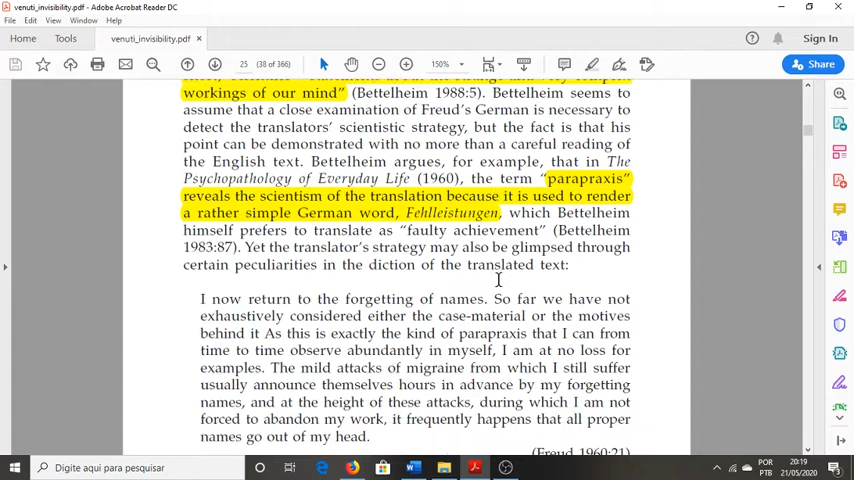 venuti_invisibility.pdf - Adobe Acrobat Reader DC
File Edit View Window Help
Home Tools venuti_invisibility.pdf × Sign In
25 (38 of 366) 150% Share
workings of our mind” (Bettelheim 1988:5). Bettelheim seems to
assume that a close examination of Freud’s German is necessary to
detect the translators’ scientistic strategy, but the fact is that his
point can be demonstrated with no more than a careful reading of
the English text. Bettelheim argues, for example, that in The
Psychopathology of Everyday Life (1960), the term “parapraxis”
reveals the scientism of the translation because it is used to render
a rather simple German word, Fehlleistungen, which Bettelheim
himself prefers to translate as “faulty achievement” (Bettelheim
1983:87). Yet the translator’s strategy may also be glimpsed through
certain peculiarities in the diction of the translated text:
I now return to the forgetting of names. So far we have not
exhaustively considered either the case-material or the motives
behind it As this is exactly the kind of parapraxis that I can from
time to time observe abundantly in myself, I am at no loss for
examples. The mild attacks of migraine from which I still suffer
usually announce themselves hours in advance by my forgetting
names, and at the height of these attacks, during which I am not
forced to abandon my work, it frequently happens that all proper
names go out of my head.
(Freud 1960:21)
Digite aqui para pesquisar
POR 20:19
PTB 21/05/2020
3